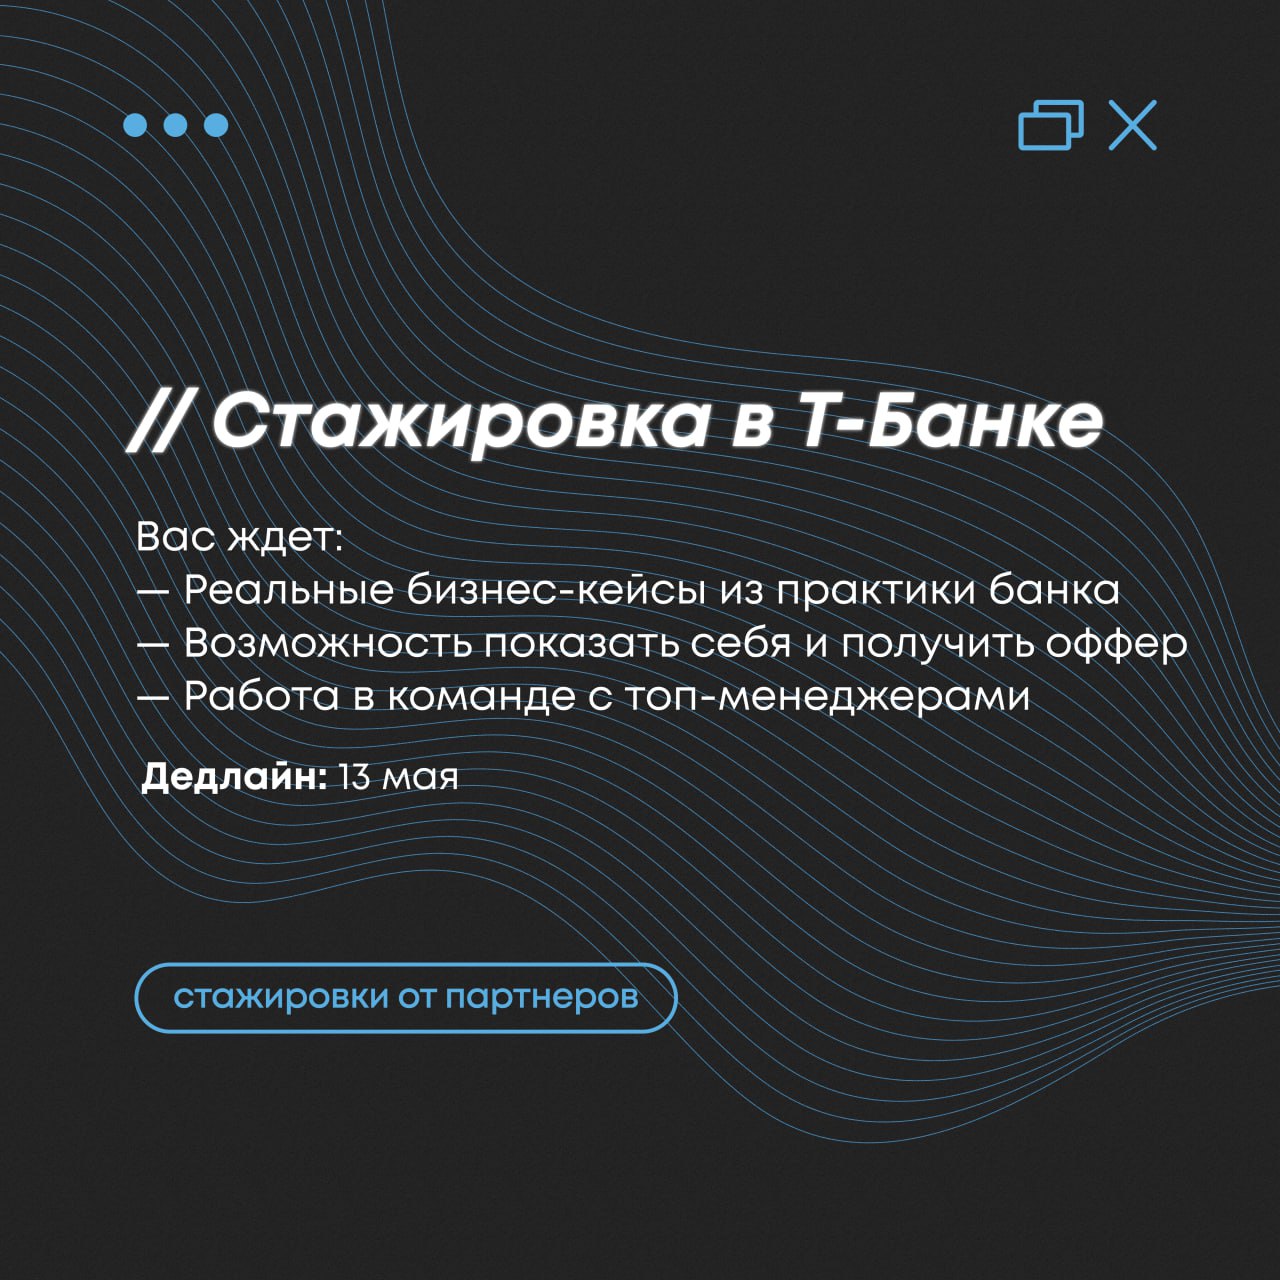 // Стажировка в Т-Банке
Вас ждет:
— Реальные бизнес-кейсы из практики банка
— Возможность показать себя и получить оффер
— Работа в команде с топ-менеджерами
Дедлайн: 13 мая
стажировки от партнеров